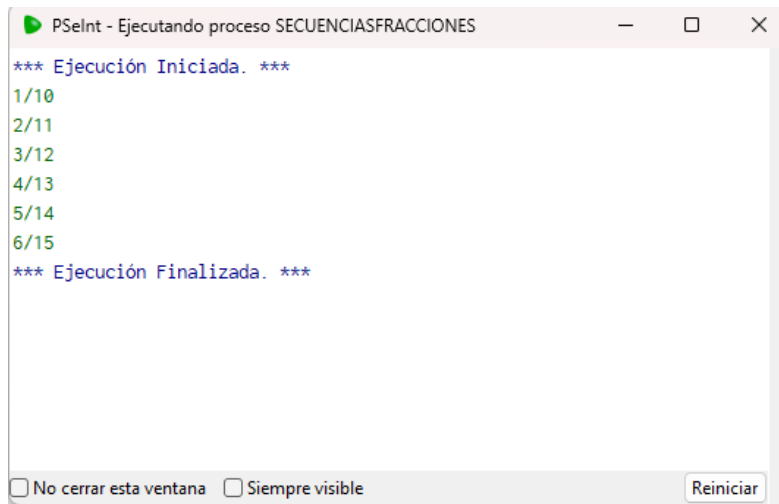 PSeInt - Ejecutando proceso SECUENCIASFRACCIONES
*** Ejecución Iniciada. ***
1/10
2/11
3/12
4/13
5/14
6/15
*** Ejecución Finalizada. ***
No cerrar esta ventana Siempre visible Reiniciar